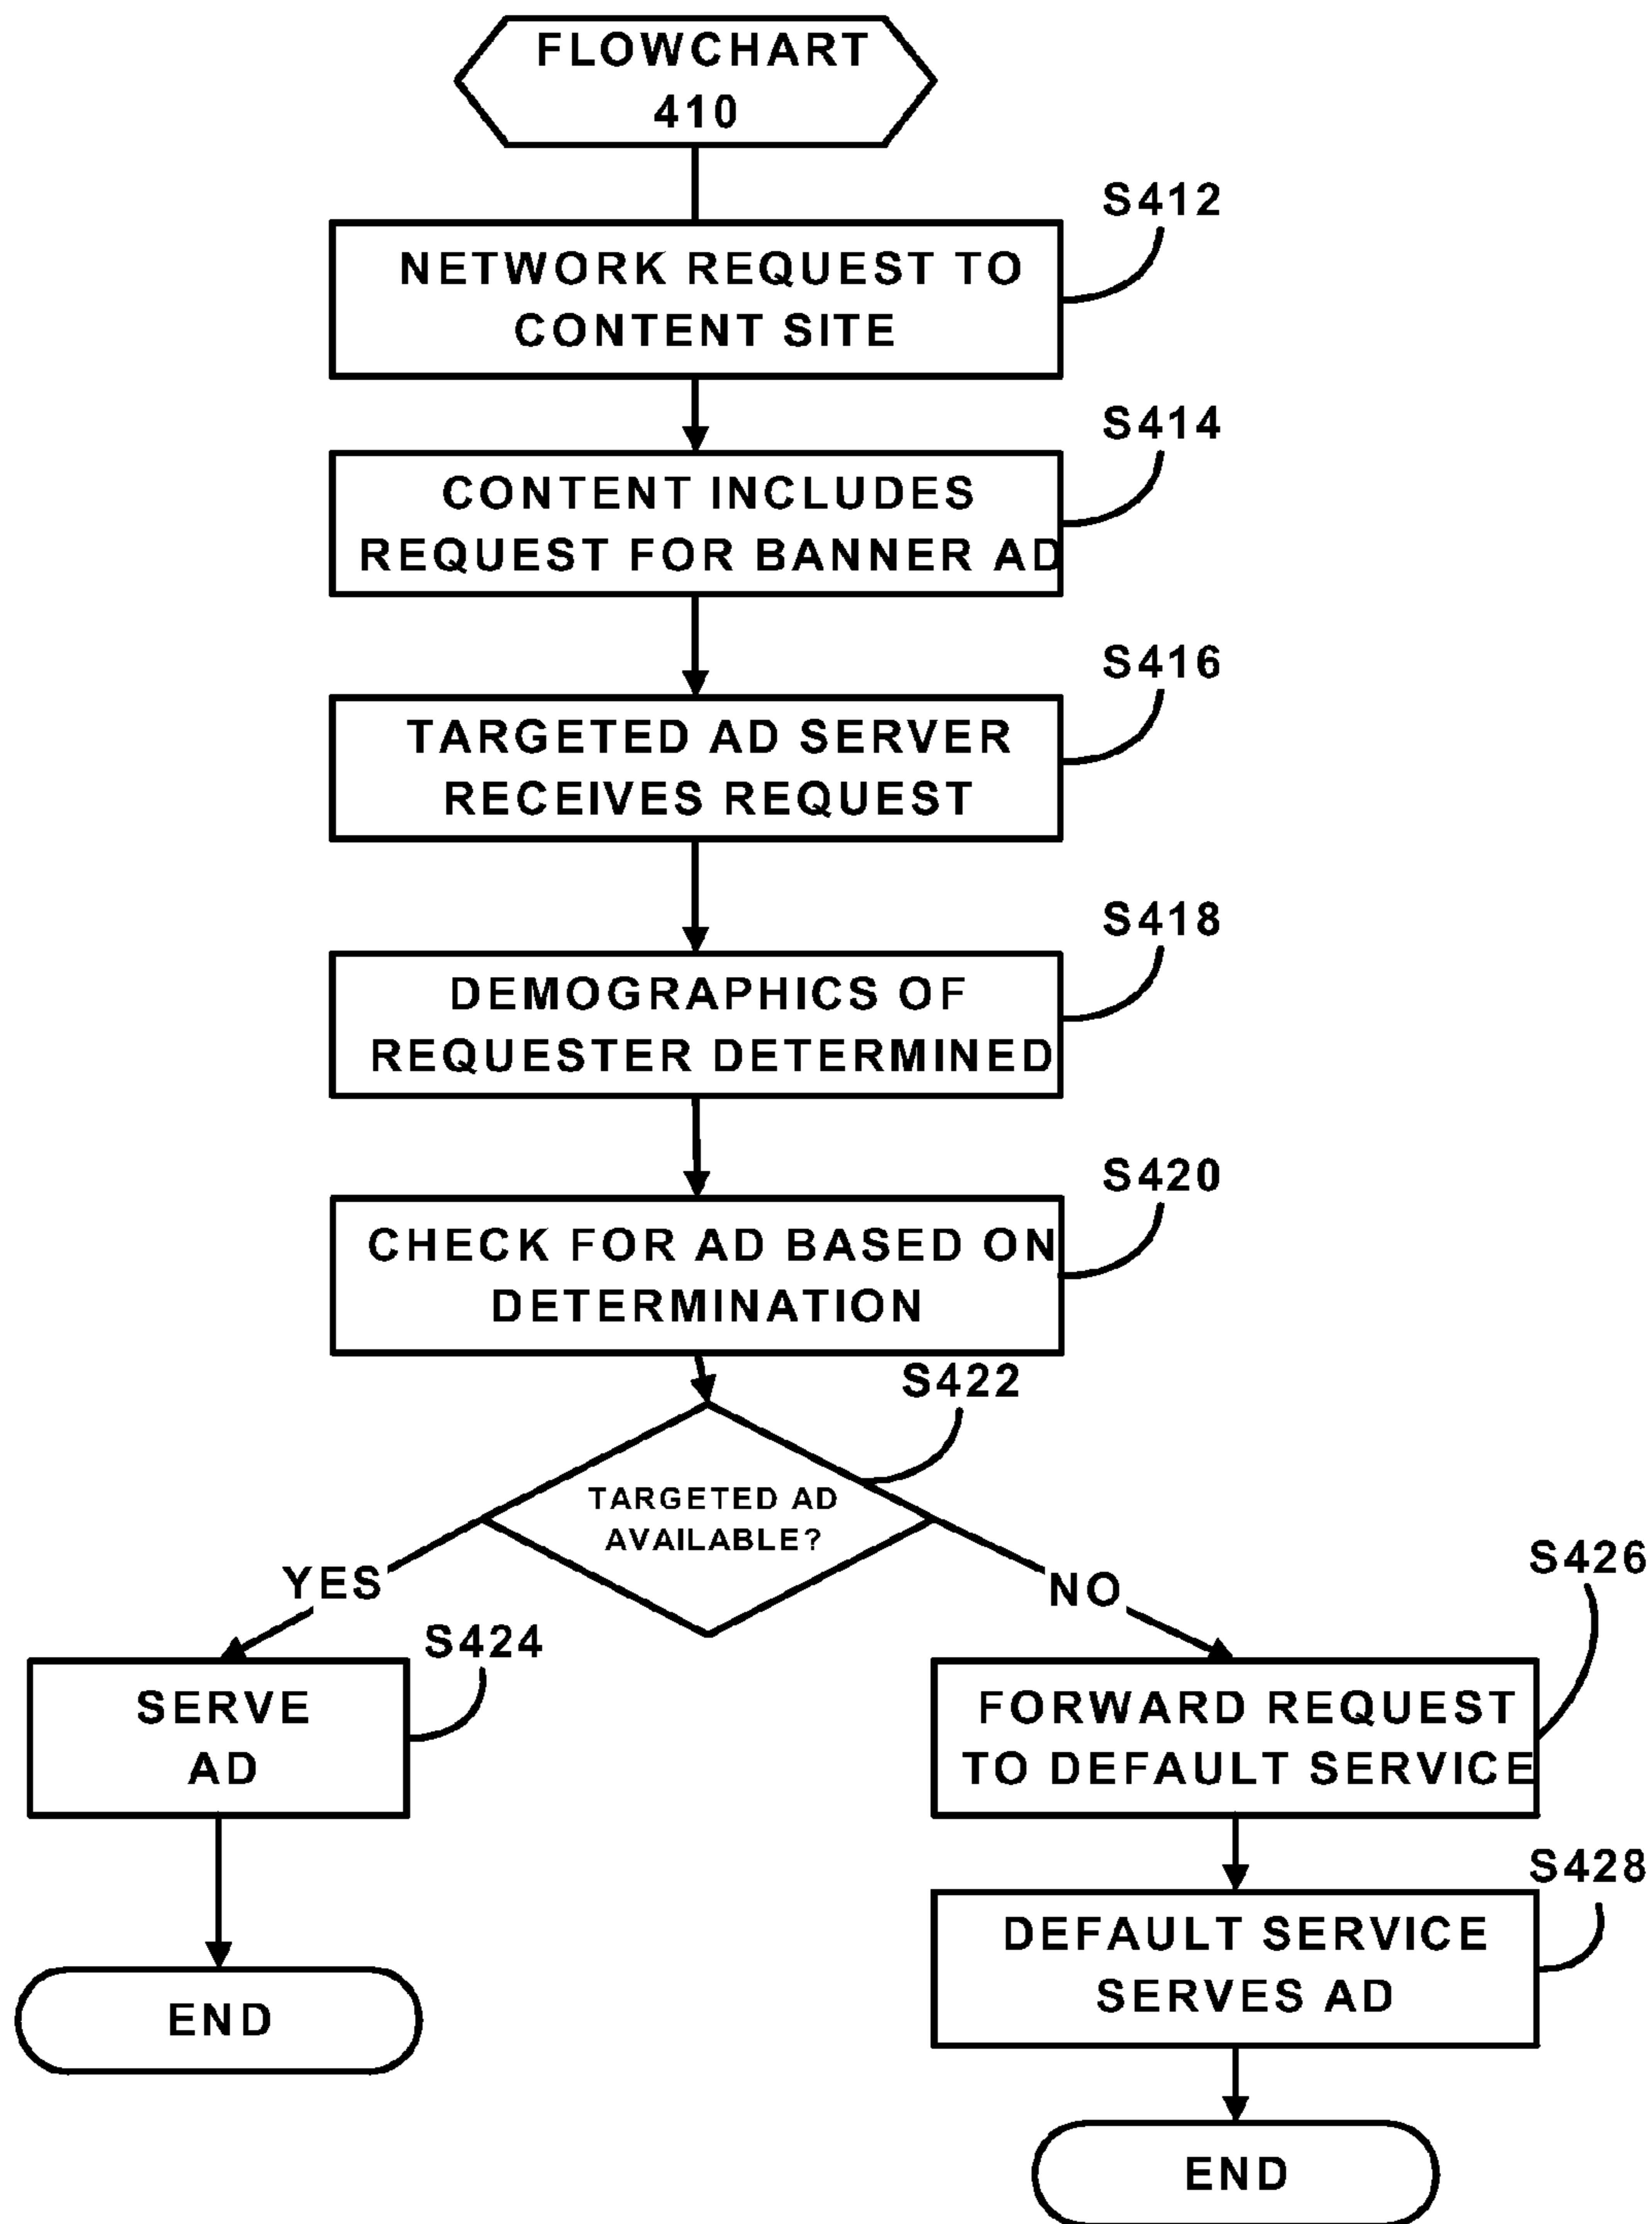 FLOWCHART
410
S412
NETWORK REQUEST TO
CONTENT SITE
S414
CONTENT INCLUDES
REQUEST FOR BANNER AD
S416
TARGETED AD SERVER
RECEIVES REQUEST
S418
DEMOGRAPHICS OF
REQUESTER DETERMINED
S420
CHECK FOR AD BASED ON
DETERMINATION
S422
TARGETED AD
AVAILABLE?
YES
NO
S424
SERVE
AD
END
S426
FORWARD REQUEST
TO DEFAULT SERVICE
S428
DEFAULT SERVICE
SERVES AD
END